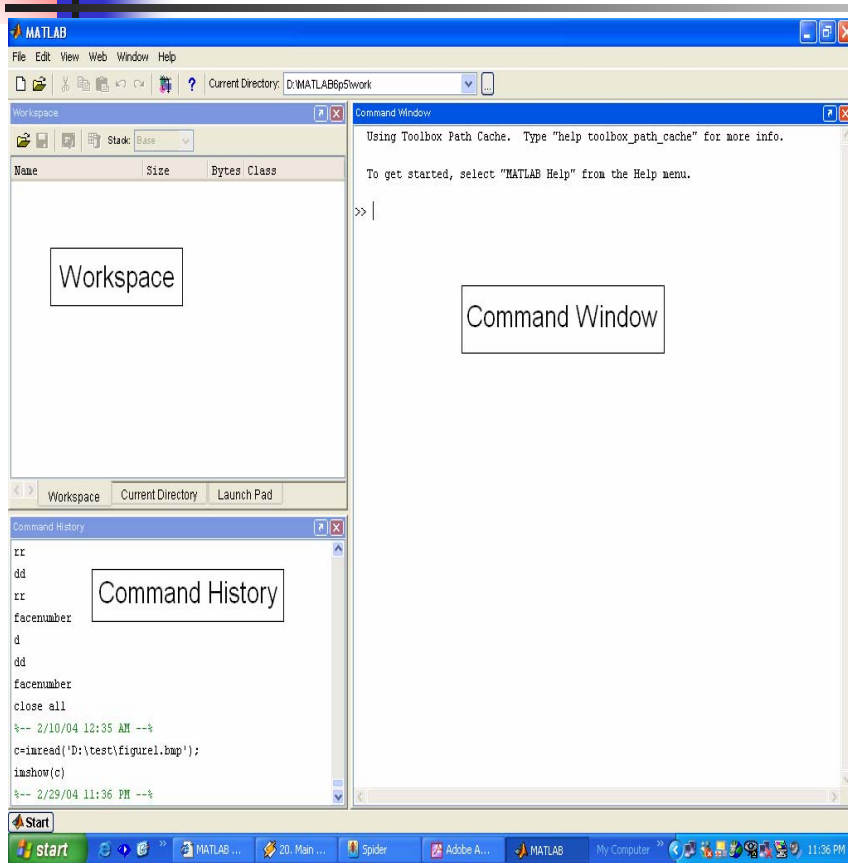 MATLAB
File Edit View Web Window Help
? Current Directory: D:\MATLAB6p5\work ...
Workspace
Stack: Base
Name Size Bytes Class
Workspace
Workspace Current Directory Launch Pad
Command History
rr
dd
rr
facenumber
d
dd
facenumber
close all
%-- 2/10/04 12:35 AM --%
c=imread('D:\test\figure1.bmp');
imshow(c)
%-- 2/29/04 11:36 PM --%
Command History
Command Window
Using Toolbox Path Cache. Type "help toolbox_path_cache" for more info.
To get started, select "MATLAB Help" from the Help menu.
>>
Command Window
Start
start MATLAB ... 20. Main ... Spider Adobe A... MATLAB My Computer 11:36 PM